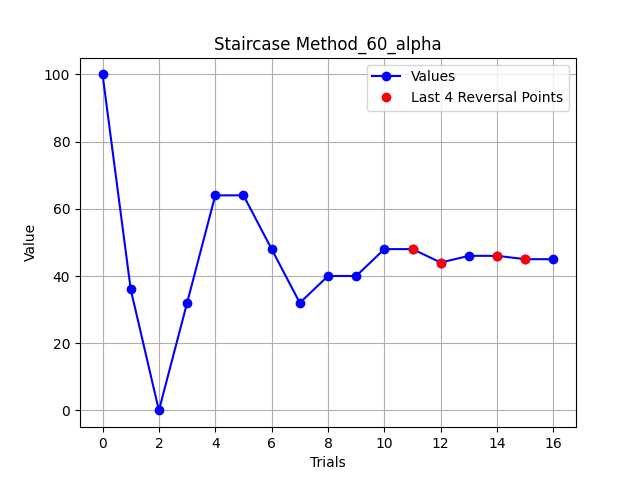 Staircase Method_60_alpha
Values
Last 4 Reversal Points
100
80
60
40
20
0
Value
0 2 4 6 8 10 12 14 16
Trials